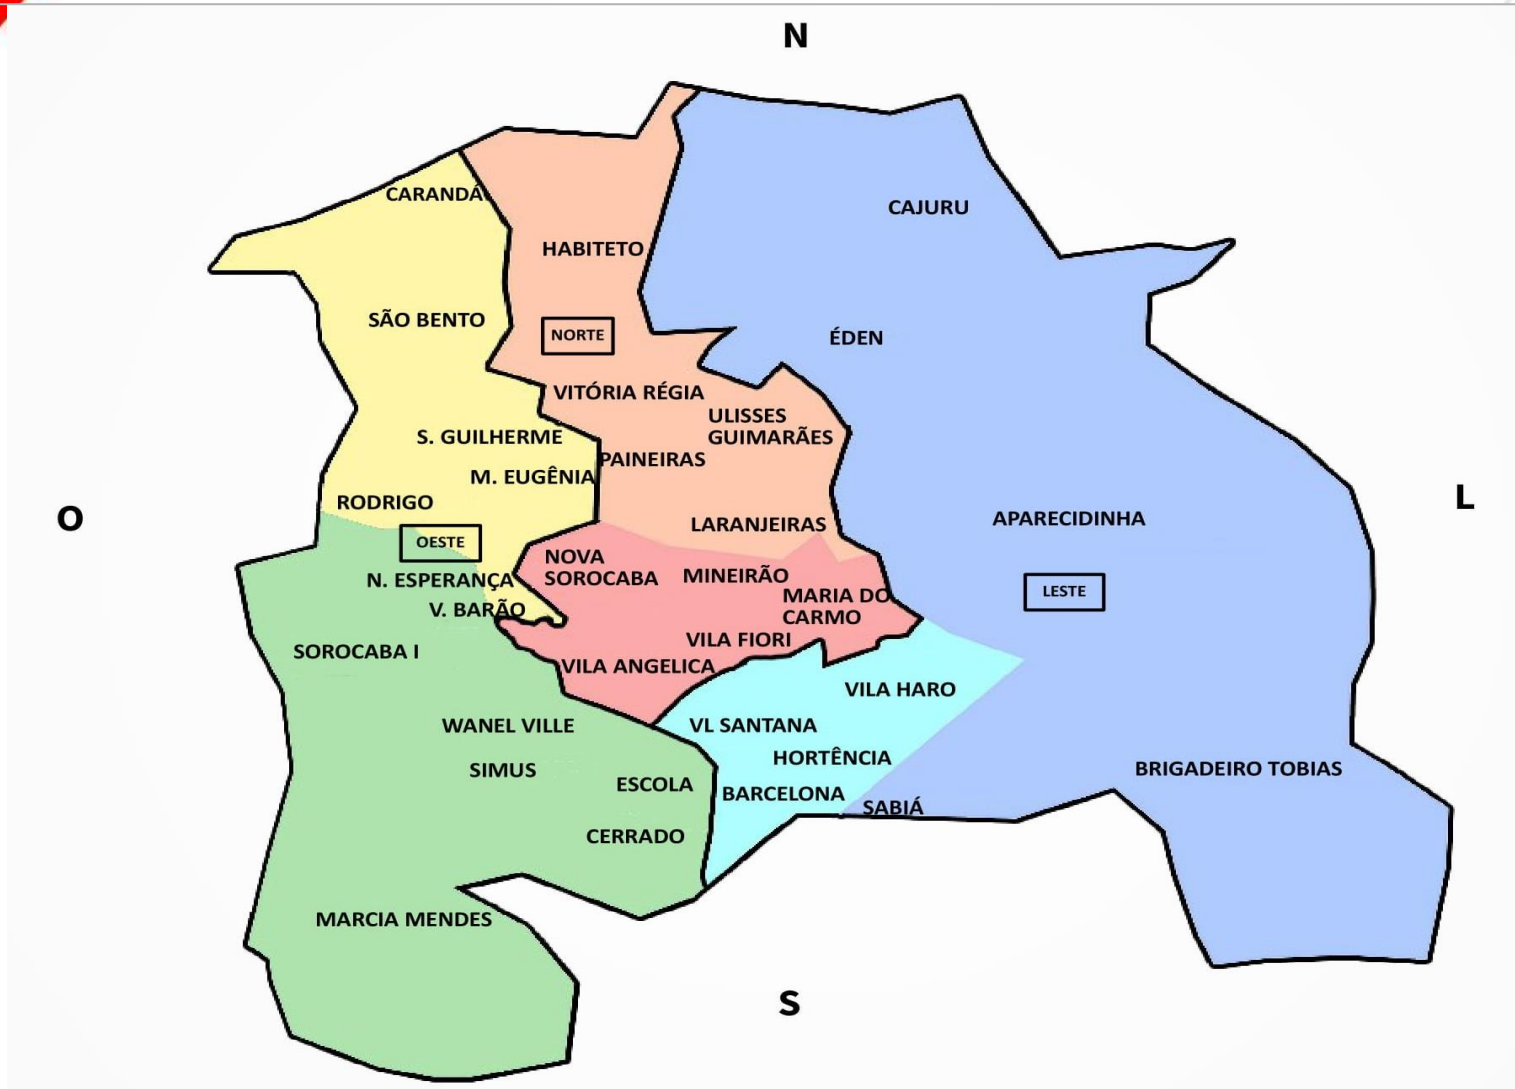 N
CARANDÁ
CAJURU
HABITETO
SÃO BENTO
NORTE
ÉDEN
VITÓRIA RÉGIA
ULISSES
GUIMARÃES
S. GUILHERME
PAINEIRAS
M. EUGÊNIA
RODRIGO
L
O
LARANJEIRAS
APARECIDINHA
OESTE
NOVA
SOROCABA
MINEIRÃO
N. ESPERANÇA
LESTE
MARIA DO
CARMO
V. BARÃO
VILA FIORI
SOROCABA I
VILA ANGELICA
VILA HARO
WANEL VILLE
VL SANTANA
HORTÊNCIA
SIMUS
BRIGADEIRO TOBIAS
ESCOLA
BARCELONA
SABIÁ
CERRADO
MARCIA MENDES
S